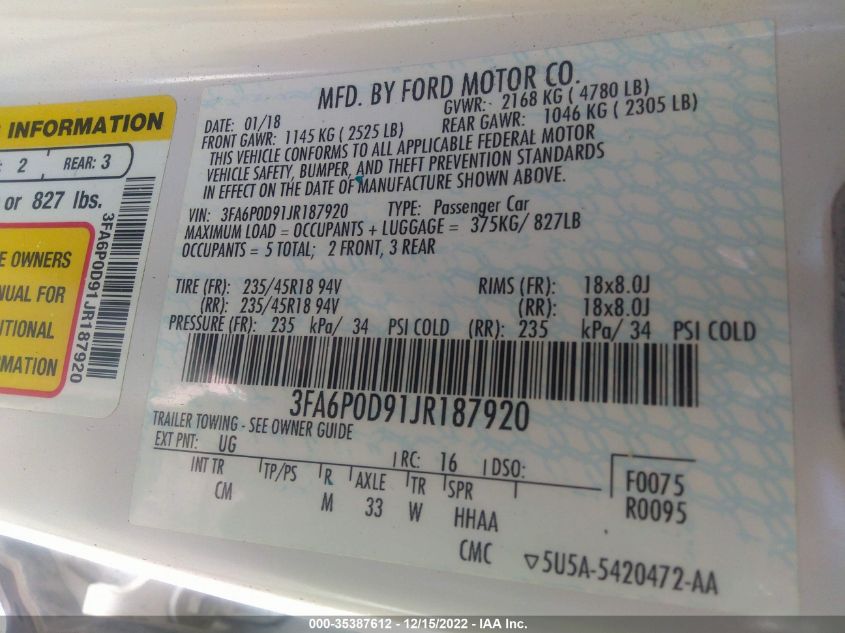 INFORMATION
: 2 REAR: 3
or 827 lbs.
E OWNERS
NUAL FOR
ITIONAL
RMATION
3FA6P0D91JR187920
MFD. BY FORD MOTOR CO.
DATE: 01/18 GVWR: 2168 KG ( 4780 LB)
FRONT GAWR: 1145 KG ( 2525 LB) REAR GAWR: 1046 KG ( 2305 LB)
THIS VEHICLE CONFORMS TO ALL APPLICABLE FEDERAL MOTOR
VEHICLE SAFETY, BUMPER, AND THEFT PREVENTION STANDARDS
IN EFFECT ON THE DATE OF MANUFACTURE SHOWN ABOVE.
VIN: 3FA6P0D91JR187920 TYPE: Passenger Car
MAXIMUM LOAD = OCCUPANTS + LUGGAGE = 375KG/ 827LB
OCCUPANTS = 5 TOTAL; 2 FRONT, 3 REAR
TIRE (FR): 235/45R18 94V RIMS (FR): 18x8.0J
(RR): 235/45R18 94V (RR): 18x8.0J
PRESSURE (FR): 235 kPa/ 34 PSI COLD (RR): 235 kPa/ 34 PSI COLD
3FA6P0D91JR187920
TRAILER TOWING - SEE OWNER GUIDE
EXT PNT: UG RC: 16 DSO:
INT TR TP/PS R AXLE TR SPR F0075
CM M 33 W HHAA R0095
CMC ▽5U5A-5420472-AA
000-35387612 - 12/15/2022 - IAA Inc.